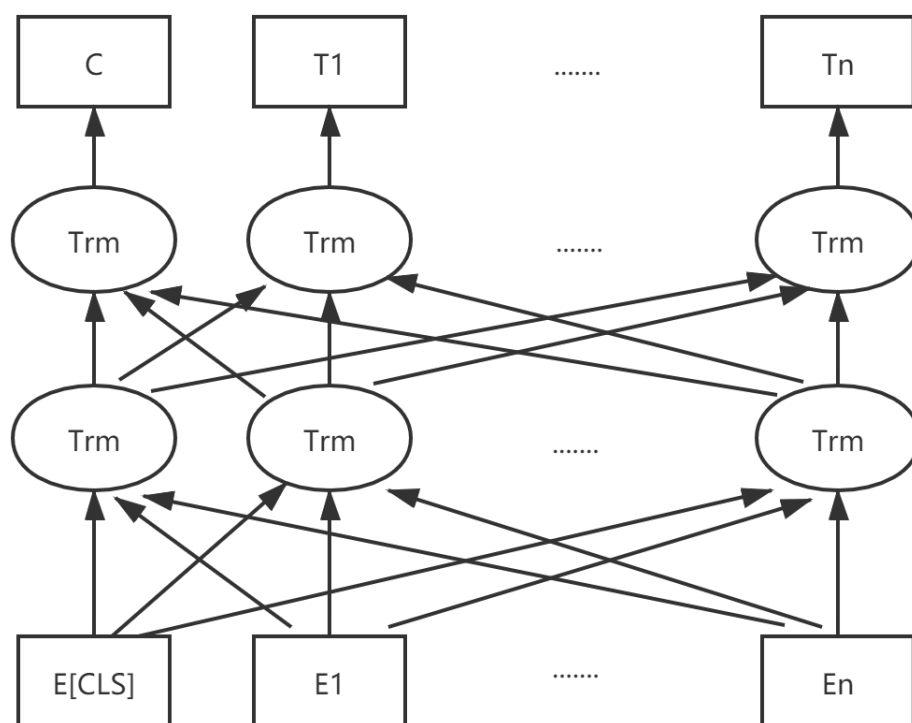 C T1 ....... Tn
Trm Trm ....... Trm
Trm Trm ....... Trm
E[CLS] E1 ....... En